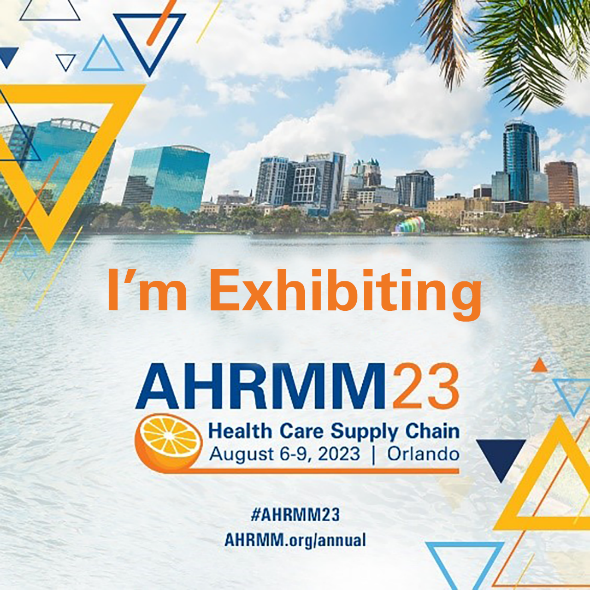 I'm Exhibiting
AHRMM23
Health Care Supply Chain
August 6-9, 2023 | Orlando
#AHRMM23
AHRMM.org/annual